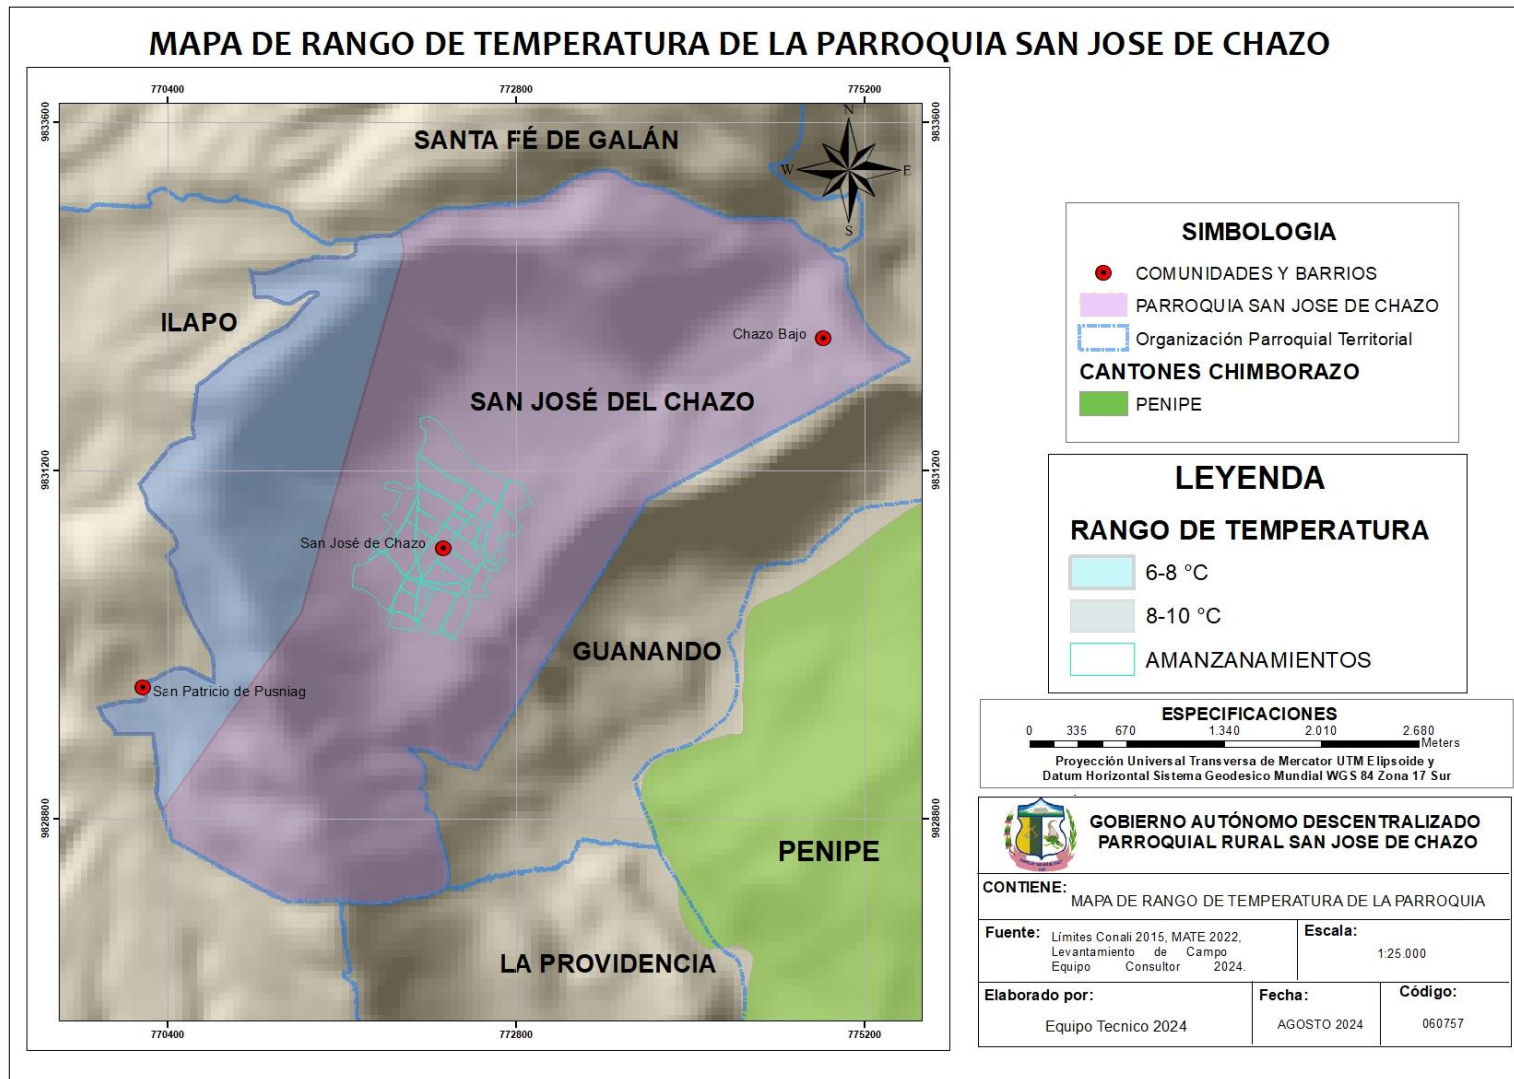 MAPA DE RANGO DE TEMPERATURA DE LA PARROQUIA SAN JOSE DE CHAZO
770400
772800
775200
9833600
9833600
SANTA FÉ DE GALÁN
N
W
E
S
ILAPO
Chazo Bajo
SAN JOSÉ DEL CHAZO
9831200
9831200
San José de Chazo
GUANANDO
San Patricio de Pusniag
9828800
9828800
PENIPE
LA PROVIDENCIA
770400
772800
775200
SIMBOLOGIA
COMUNIDADES Y BARRIOS
PARROQUIA SAN JOSE DE CHAZO
Organización Parroquial Territorial
CANTONES CHIMBORAZO
PENIPE
LEYENDA
RANGO DE TEMPERATURA
6-8 °C
8-10 °C
AMANZANAMIENTOS
ESPECIFICACIONES
0 335 670 1.340 2.010 2.680
Meters
Proyección Universal Transversa de Mercator UTM Elipsoide y
Datum Horizontal Sistema Geodesico Mundial WGS 84 Zona 17 Sur
GOBIERNO AUTÓNOMO DESCENTRALIZADO
PARROQUIAL RURAL SAN JOSE DE CHAZO
CONTIENE:
MAPA DE RANGO DE TEMPERATURA DE LA PARROQUIA
Fuente: Límites Conali 2015, MATE 2022,
Levantamiento de Campo
Equipo Consultor 2024.
Escala:
1:25.000
Elaborado por:
Equipo Tecnico 2024
Fecha:
AGOSTO 2024
Código:
060757